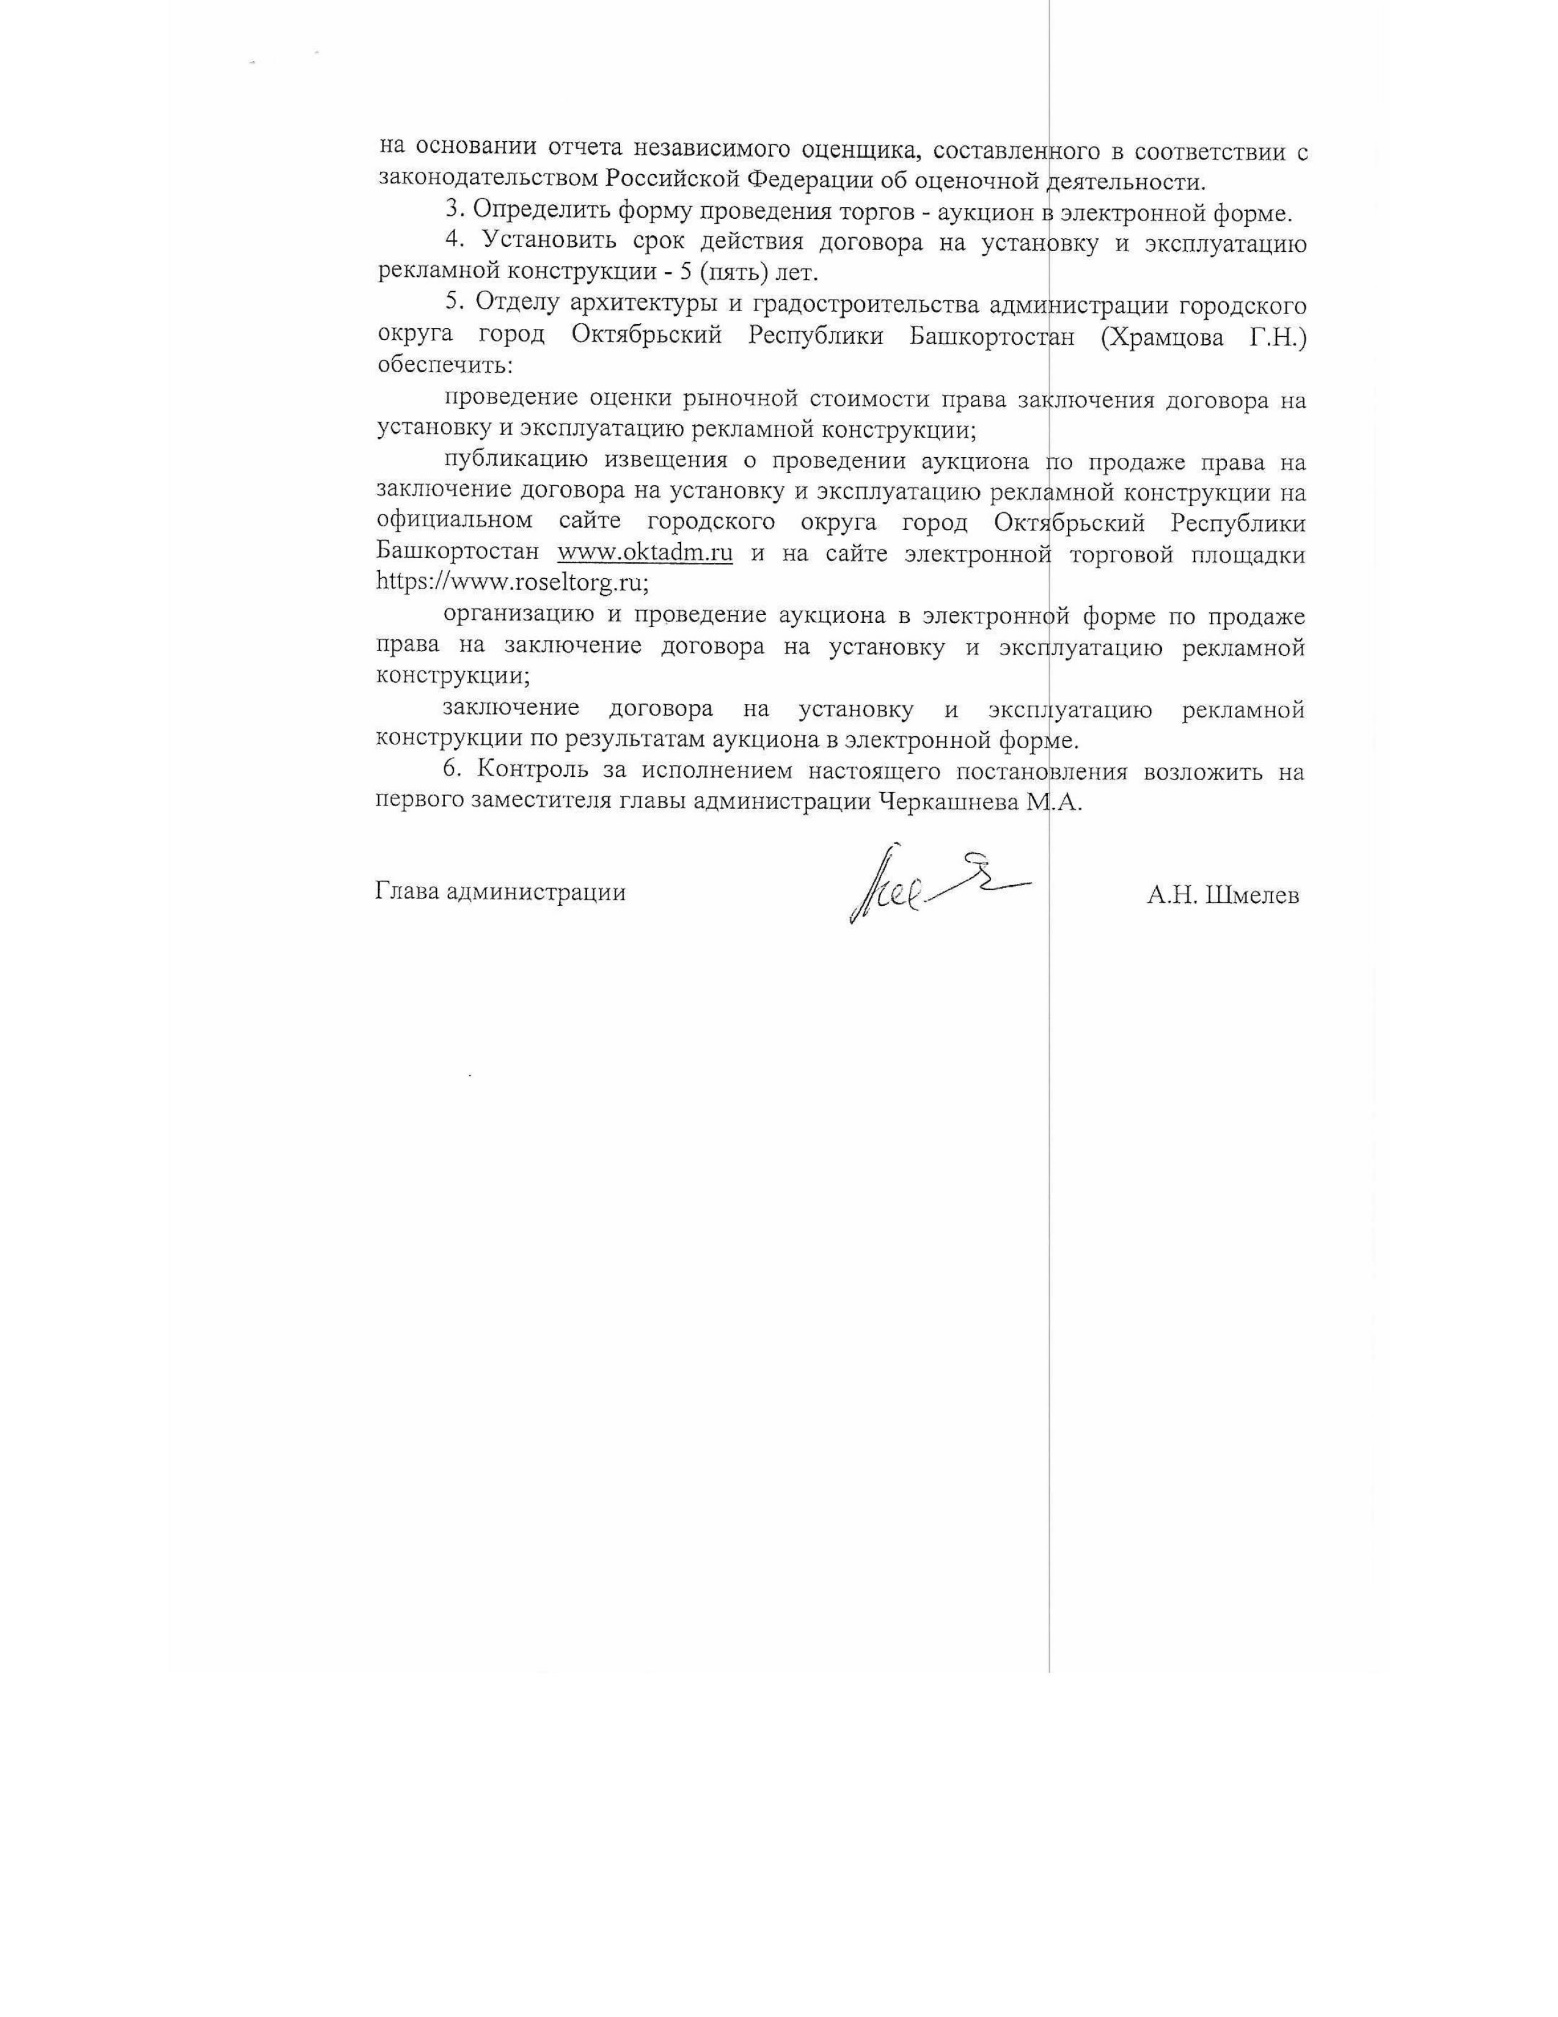 на основании отчета независимого оценщика, составленного в соответствии с
законодательством Российской Федерации об оценочной деятельности.
3. Определить форму проведения торгов - аукцион в электронной форме.
4. Установить срок действия договора на установку и эксплуатацию
рекламной конструкции - 5 (пять) лет.
5. Отделу архитектуры и градостроительства администрации городского
округа город Октябрьский Республики Башкортостан (Храмцова Г.Н.)
обеспечить:
проведение оценки рыночной стоимости права заключения договора на
установку и эксплуатацию рекламной конструкции;
публикацию извещения о проведении аукциона по продаже права на
заключение договора на установку и эксплуатацию рекламной конструкции на
официальном сайте городского округа город Октябрьский Республики
Башкортостан www.oktadm.ru и на сайте электронной торговой площадки
https://www.roseltorg.ru;
организацию и проведение аукциона в электронной форме по продаже
права на заключение договора на установку и эксплуатацию рекламной
конструкции;
заключение договора на установку и эксплуатацию рекламной
конструкции по результатам аукциона в электронной форме.
6. Контроль за исполнением настоящего постановления возложить на
первого заместителя главы администрации Черкашнева М.А.
Глава администрации А.Н. Шмелев